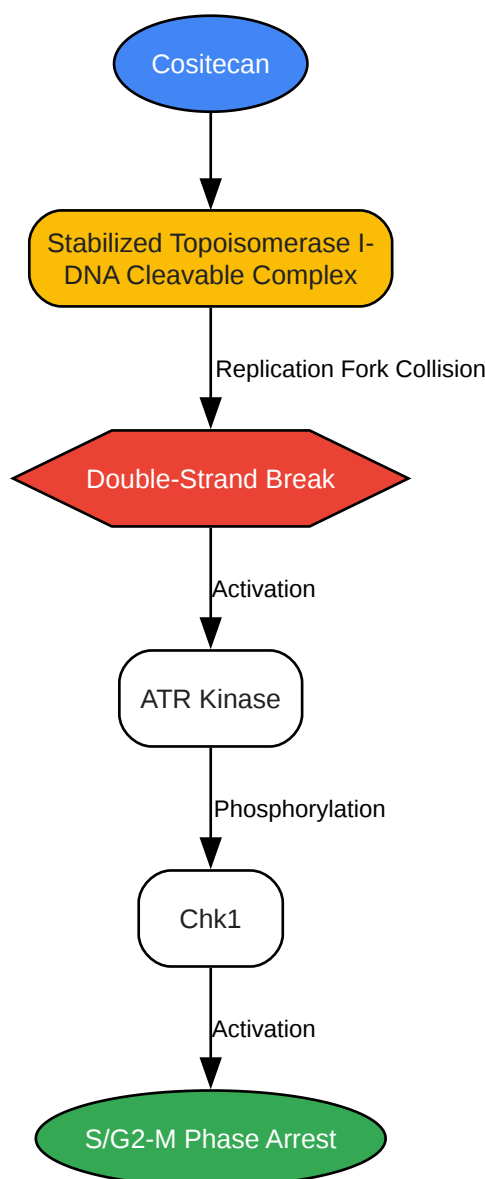 Cositecan
Stabilized Topoisomerase I-
DNA Cleavable Complex
Replication Fork Collision
Double-Strand Break
Activation
ATR Kinase
Phosphorylation
Chk1
Activation
S/G2-M Phase Arrest